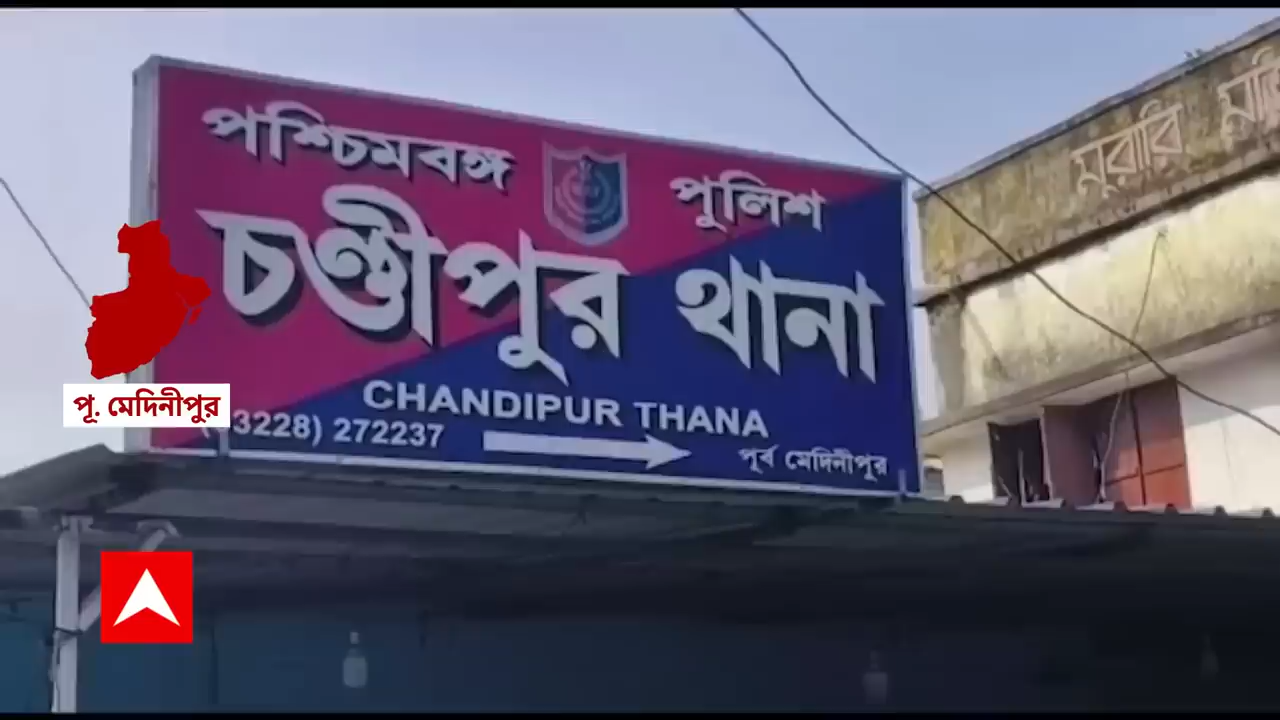 পশ্চিমবঙ্গ পুলিশ
চণ্ডীপুর থানা
CHANDIPUR THANA
3228) 272237
পূর্ব মেদিনীপুর
পূ. মেদিনীপুর
মুরারি